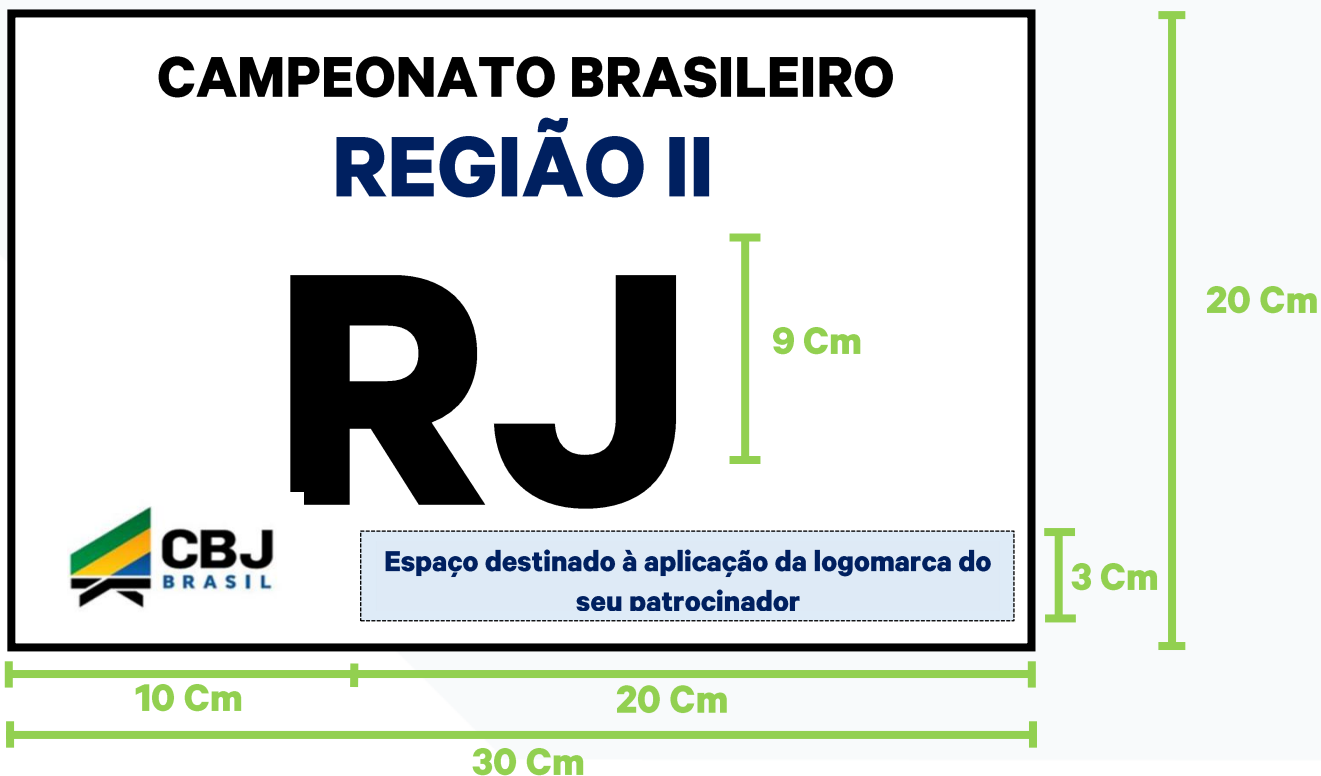 CAMPEONATO BRASILEIRO
REGIÃO II
RJ
9 Cm
20 Cm
CBJ
BRASIL
Espaço destinado à aplicação da logomarca do
seu patrocinador
3 Cm
10 Cm
20 Cm
30 Cm